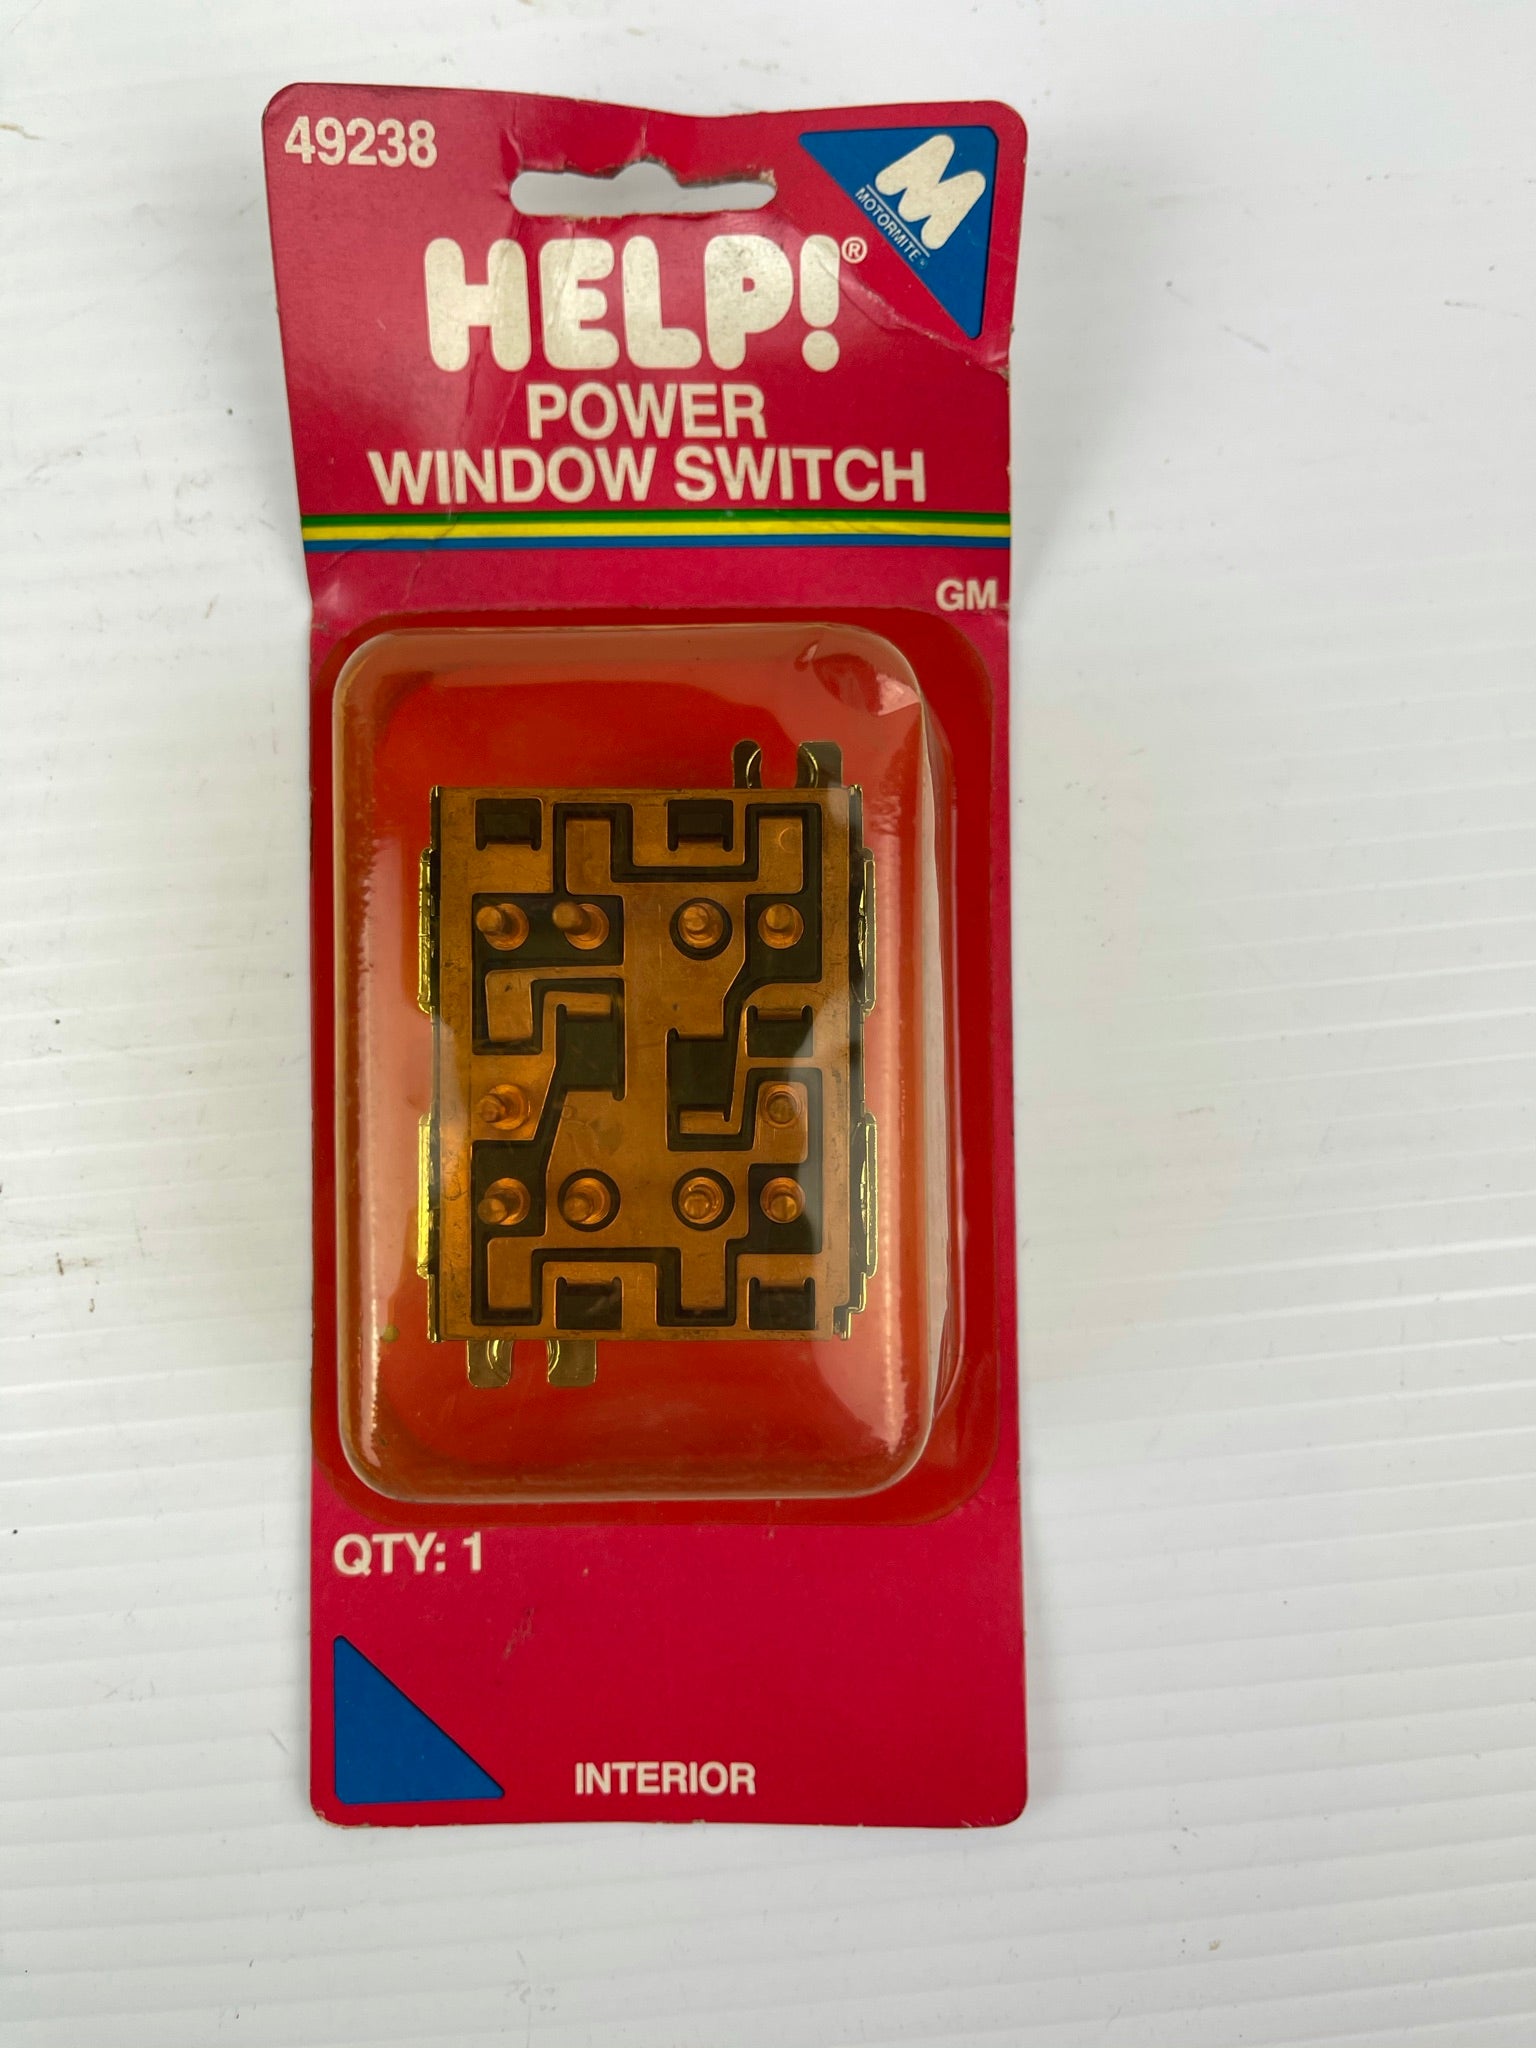 49238
M
MOTORMITE®
HELP!®
POWER
WINDOW SWITCH
GM
QTY: 1
INTERIOR